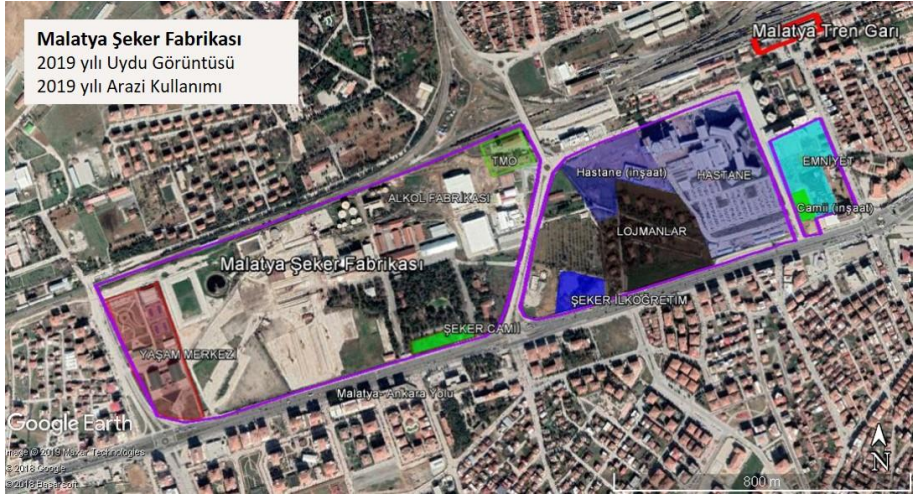 Malatya Şeker Fabrikası
2019 yılı Uydu Görüntüsü
2019 yılı Arazi Kullanımı
Malatya Tren Garı
TMO
Hastane (inşaat)
HASTANE
EMNİYET
ALKOL FABRİKASI
Camii (inşaat)
LOJMANLAR
Malatya Şeker Fabrikası
ŞEKER İLKÖĞRETİM
ŞEKER CAMİİ
YAŞAM MERKEZİ
Malatya- Ankara Yolu
Google Earth
Image © 2019 Maxar Technologies
© 2018 Google
© 2018 Basarsoft
N
800 m